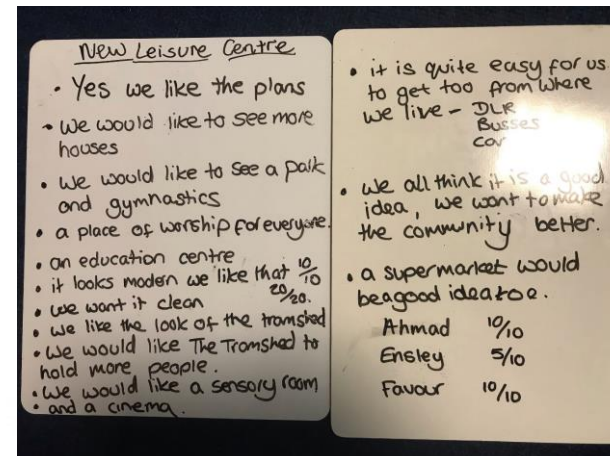 New Leisure Centre
• Yes we like the plans
• we would like to see more
houses
• we would like to see a park
and gymnastics
• a place of worship for everyone.
• an education centre
• it looks modern we like that 10/10
• we want it clean 20/20.
• we like the look of the tramshed
• we would like The Tramshed to
hold more people.
• we would like a sensory room
• and a cinema.
• it is quite easy for us
to get too from where
we live - DLR
Busses
car
• we all think it is a good
idea, we want to make
the community better.
• a supermarket would
be a good idea too.
Ahmad 10/10
Ensley 5/10
Favour 10/10